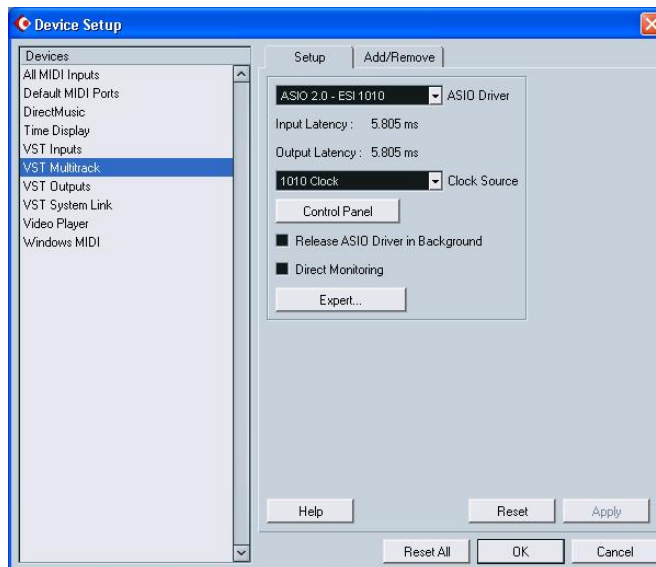 Device Setup
Devices
All MIDI Inputs
Default MIDI Ports
DirectMusic
Time Display
VST Inputs
VST Multitrack
VST Outputs
VST System Link
Video Player
Windows MIDI
Setup
Add/Remove
ASIO 2.0 - ESI 1010 ASIO Driver
Input Latency : 5.805 ms
Output Latency : 5.805 ms
1010 Clock Clock Source
Control Panel
Release ASIO Driver in Background
Direct Monitoring
Expert...
Help Reset Apply
Reset All OK Cancel